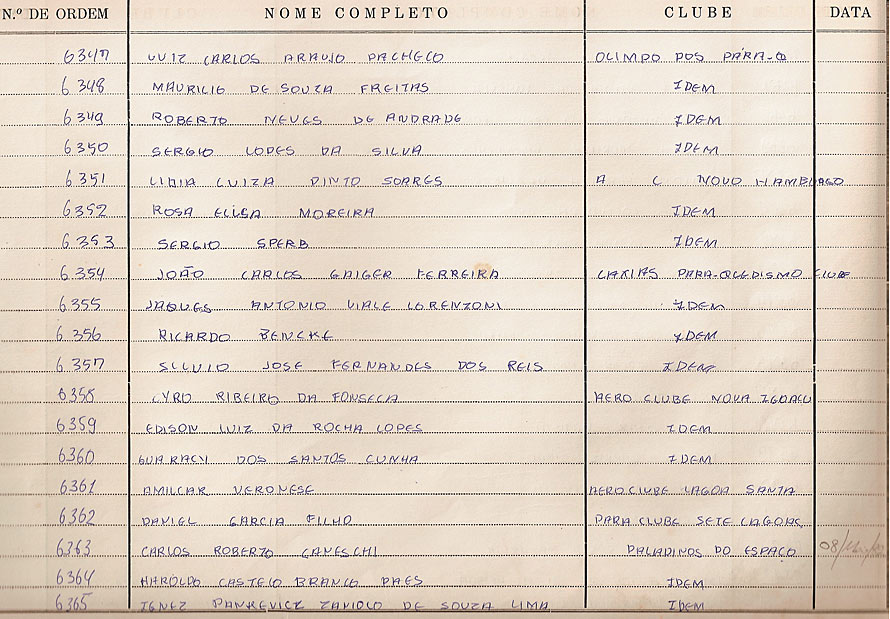 N.º DE ORDEM NOME COMPLETO CLUBE DATA
6347 LUIZ CARLOS ARAUJO PACHECO OLIMPO DOS PÁRA-Q
6348 MAURILIO DE SOUZA FREITAS IDEM
6349 ROBERTO NEVES DE ANDRADE IDEM
6350 SERGIO LOPES DA SILVA IDEM
6351 LIDIA LUIZA PINTO SOARES A C NOVO HAMBURGO
6352 ROSA ELISA MOREIRA IDEM
6353 SERGIO SPERB IDEM
6354 JOÃO CARLOS GAIGER FERREIRA CAXIAS PARA-QUEDISMO CLUBE
6355 JAQUES ANTONIO VIALE LORENZONI IDEM
6356 RICARDO BENCKE IDEM
6357 SILVIO JOSE FERNANDES DOS REIS IDEM
6358 CYRO RIBEIRO DA FONSECA AERO CLUBE NOVA IGUAÇU
6359 EDISON LUIZ DA ROCHA LOPES IDEM
6360 GUARRACY DOS SANTOS CUNHA IDEM
6361 AMILCAR VERONESE AERO CLUBE LAGOA SANTA
6362 DANIEL GARCIA FILHO PARA CLUBE SETE LAGOAS
6363 CARLOS ROBERTO CANESCHI PALADINOS DO ESPAÇO
6364 HAROLDO CASTELO BRANCO PAES IDEM
6365 IGNEZ PANKEVICZ ZANIOLO DE SOUZA LIMA IDEM